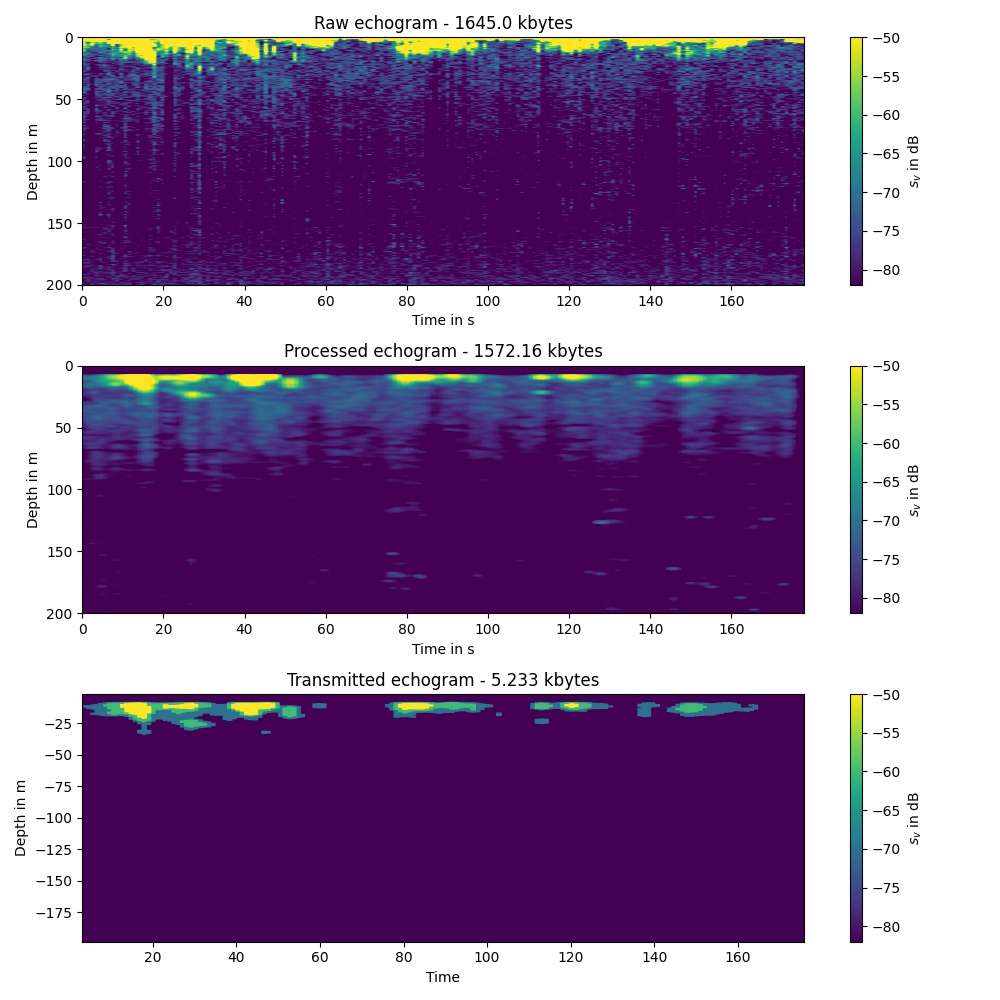 Raw echogram - 1645.0 kbytes
0
50
100
150
200
Depth in m
0 20 40 60 80 100 120 140 160
Time in s
−50
−55
−60
−65
−70
−75
−80
s_v in dB
Processed echogram - 1572.16 kbytes
0
50
100
150
200
Depth in m
0 20 40 60 80 100 120 140 160
Time in s
−50
−55
−60
−65
−70
−75
−80
s_v in dB
Transmitted echogram - 5.233 kbytes
−25
−50
−75
−100
−125
−150
−175
Depth in m
20 40 60 80 100 120 140 160
Time
−50
−55
−60
−65
−70
−75
−80
s_v in dB